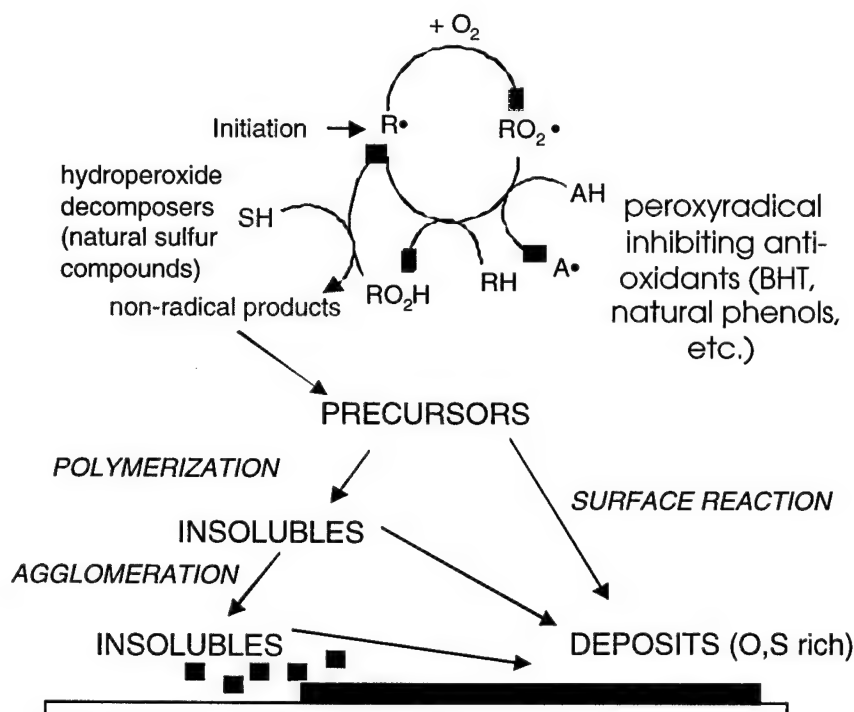 + O₂
Initiation
R•
RO₂•
hydroperoxide
decomposers
(natural sulfur
compounds)
SH
AH
peroxyradical
inhibiting anti-
oxidants (BHT,
natural phenols,
etc.)
RO₂H
RH
A•
non-radical products
PRECURSORS
POLYMERIZATION
SURFACE REACTION
INSOLUBLES
AGGLOMERATION
INSOLUBLES
DEPOSITS (O,S rich)